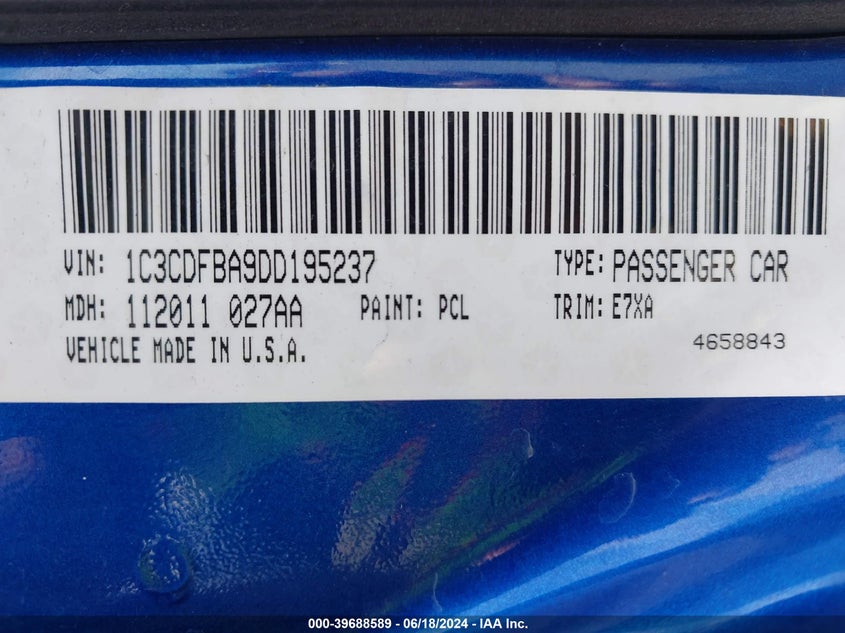 VIN: 1C3CDFBA9DD195237 TYPE: PASSENGER CAR
MDH: 112011 027AA PAINT: PCL TRIM: E7XA
VEHICLE MADE IN U.S.A. 4658843
000-39688589 - 06/18/2024 - IAA Inc.